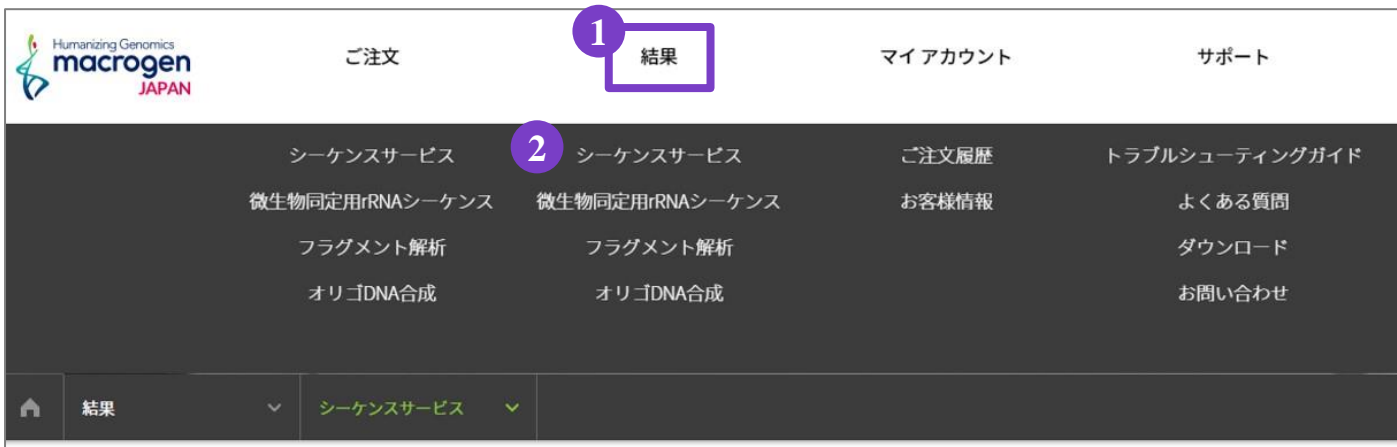 Humanizing Genomics
macrogen
JAPAN
ご注文
1
結果
マイ アカウント
サポート
シーケンスサービス
微生物同定用rRNAシーケンス
フラグメント解析
オリゴDNA合成
2
シーケンスサービス
微生物同定用rRNAシーケンス
フラグメント解析
オリゴDNA合成
ご注文履歴
お客様情報
トラブルシューティングガイド
よくある質問
ダウンロード
お問い合わせ
結果
シーケンスサービス